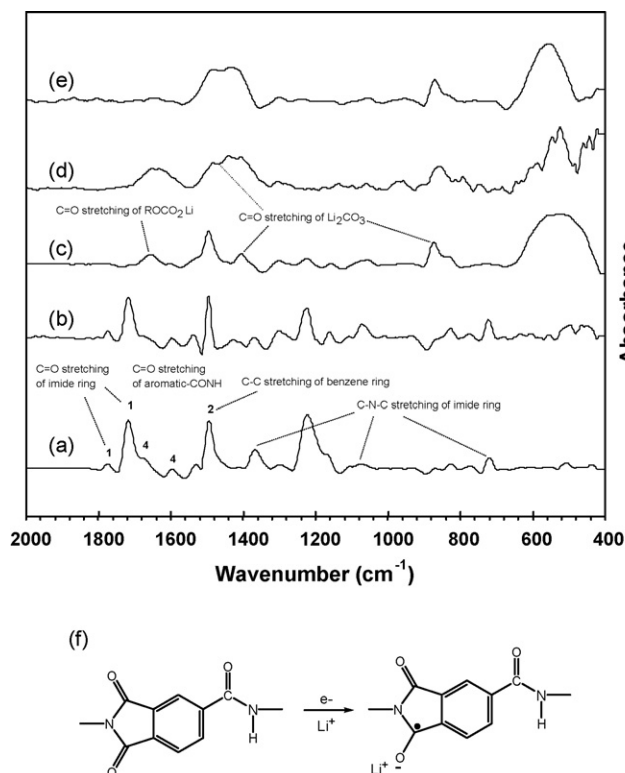 (e)
(d)
C=O stretching of ROCO2 Li
C=O stretching of Li2CO3
(c)
(b)
C=O stretching
of imide ring
C=O stretching
of aromatic-CONH
C-C stretching of benzene ring
C-N-C stretching of imide ring
1
2
1
4
4
(a)
2000 1800 1600 1400 1200 1000 800 600 400
Wavenumber (cm-1)
(f)
O
O
C
N
N
H
O
e-
Li+
O
O
C
N
N
H
C
O
-
Li+